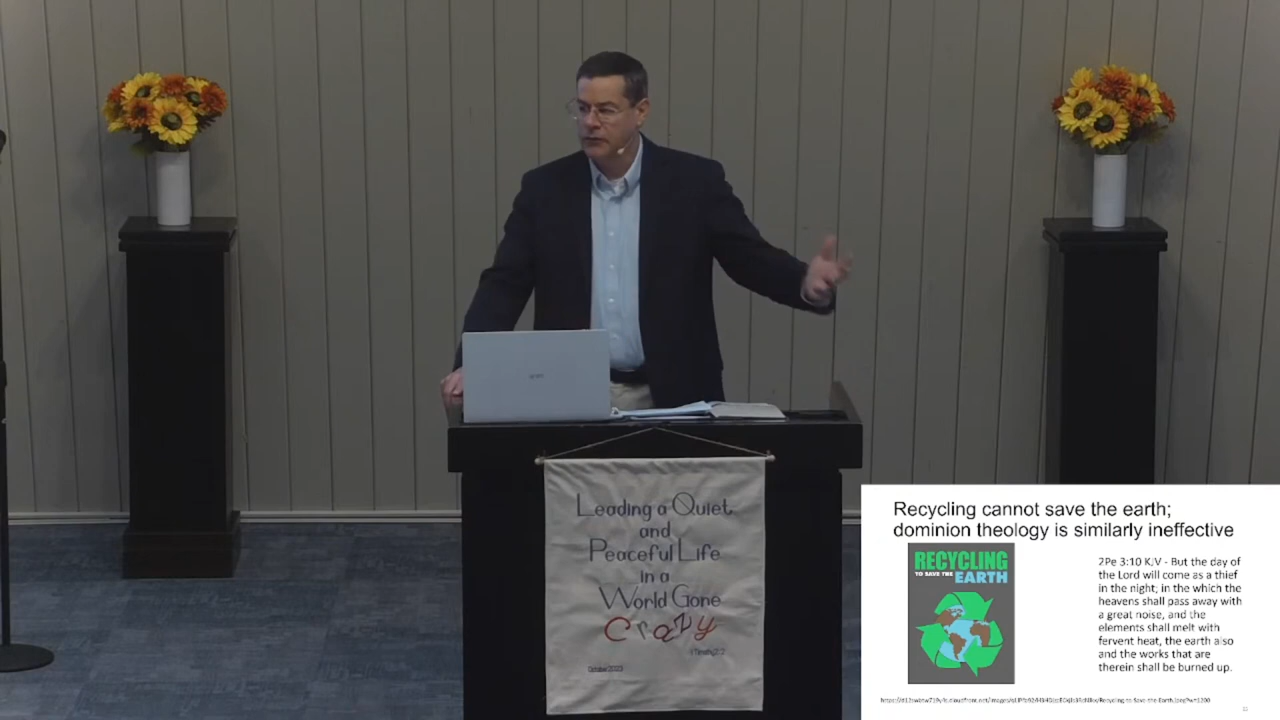 Leading a Quiet
and
Peaceful Life
in a
World Gone
Crazy
1 Timothy 2:2
October 2023
Recycling cannot save the earth;
dominion theology is similarly ineffective
RECYCLING
TO SAVE THE EARTH
2Pe 3:10 KJV - But the day of
the Lord will come as a thief
in the night; in the which the
heavens shall pass away with
a great noise, and the
elements shall melt with
fervent heat, the earth also
and the works that are
therein shall be burned up.